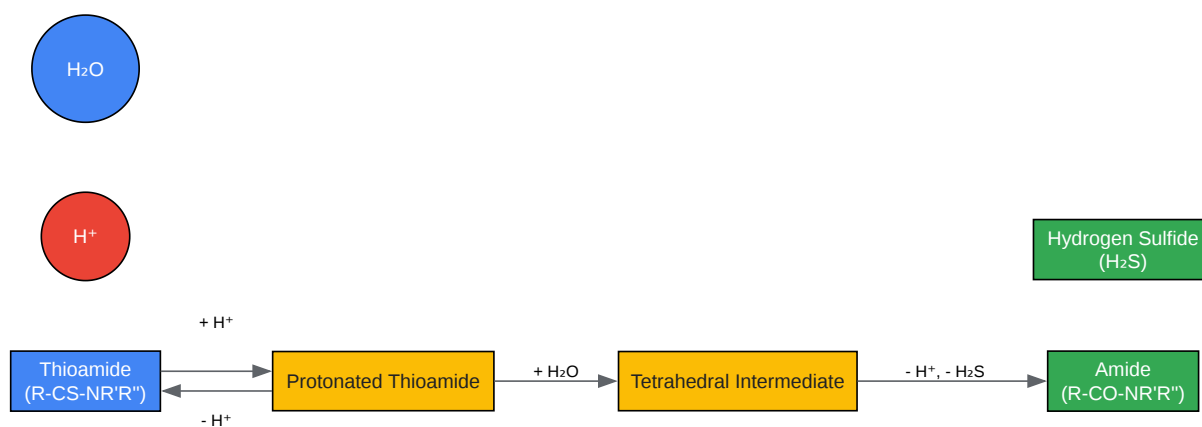 H₂O
H⁺
Hydrogen Sulfide
(H₂S)
+ H⁺
Thioamide
(R-CS-NR'R")
Protonated Thioamide
+ H₂O
Tetrahedral Intermediate
- H⁺, - H₂S
Amide
(R-CO-NR'R")
- H⁺